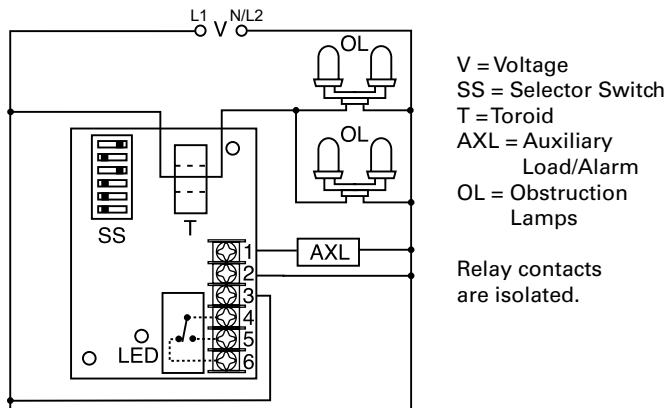 L1 V N/L2
OL
OL
SS
T
1
AXL
2
3
4
5
6
LED
V = Voltage
SS = Selector Switch
T = Toroid
AXL = Auxiliary
Load/Alarm
OL = Obstruction
Lamps
Relay contacts
are isolated.